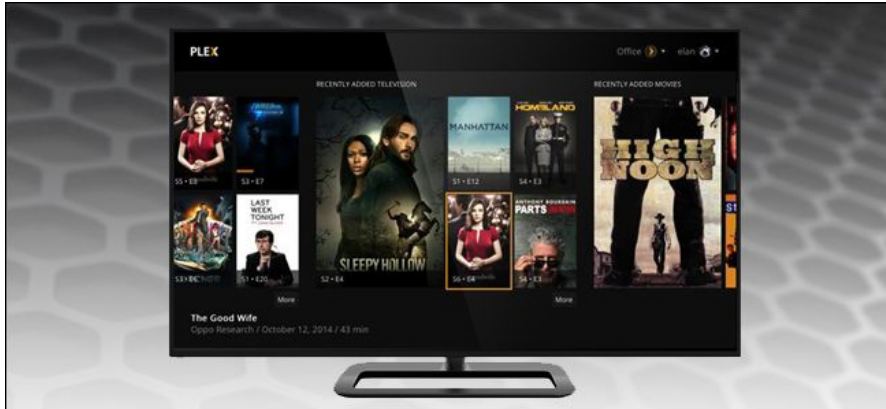 PLEX
Office
elan
RECENTLY ADDED TELEVISION
RECENTLY ADDED MOVIES
MANHATTAN
HOMELAND
HIGH
NOON
S5 • E8
S3 • E7
S1 • E12
S4 • E3
LAST
WEEK
TONIGHT
ANTHONY BOURDAIN
PARTS
S1
SLEEPY HOLLOW
S1 • E20
S2 • E4
S6 • E4
S4 • E3
More
More
The Good Wife
Oppo Research / October 12, 2014 / 43 min